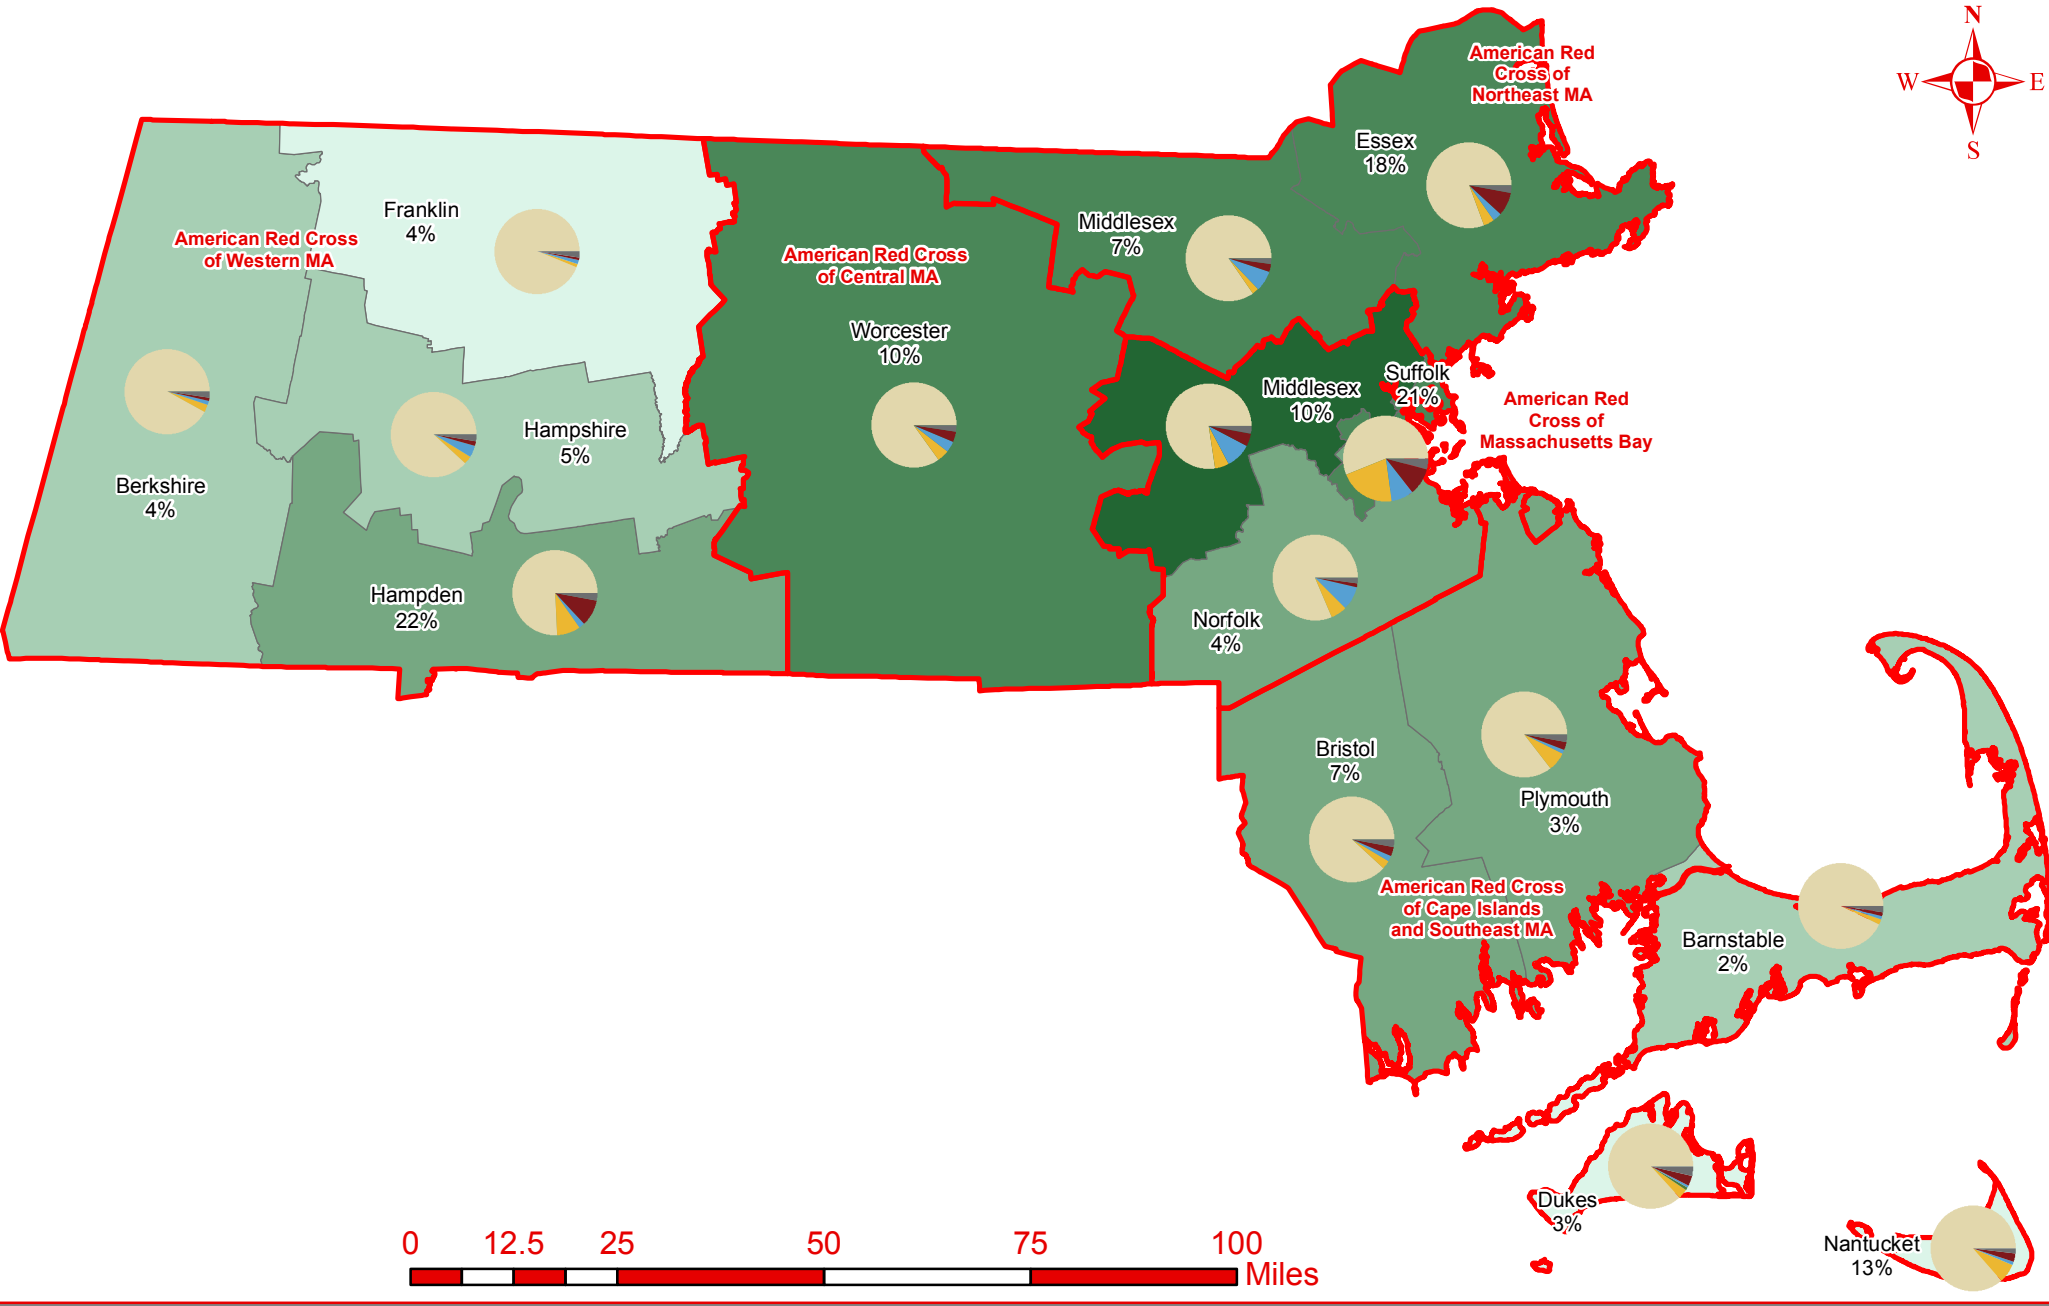 N
W
E
S
American Red
Cross of
Northeast MA
Essex
18%
Franklin
4%
American Red Cross
of Western MA
Middlesex
7%
American Red Cross
of Central MA
Worcester
10%
Suffolk
21%
Middlesex
10%
American Red
Cross of
Massachusetts Bay
Hampshire
5%
Berkshire
4%
Hampden
22%
Norfolk
4%
Bristol
7%
Plymouth
3%
American Red Cross
of Cape Islands
and Southeast MA
Barnstable
2%
Dukes
3%
Nantucket
13%
0 12.5 25 50 75 100
Miles